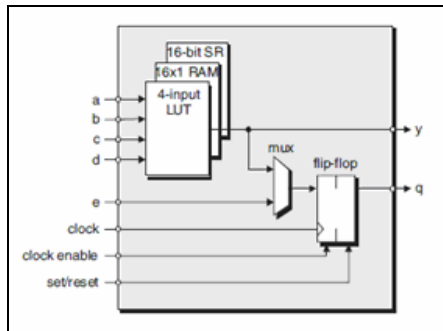 16-bit SR
16x1 RAM
4-input
LUT
a
b
c
d
y
mux
flip-flop
e
q
clock
clock enable
set/reset